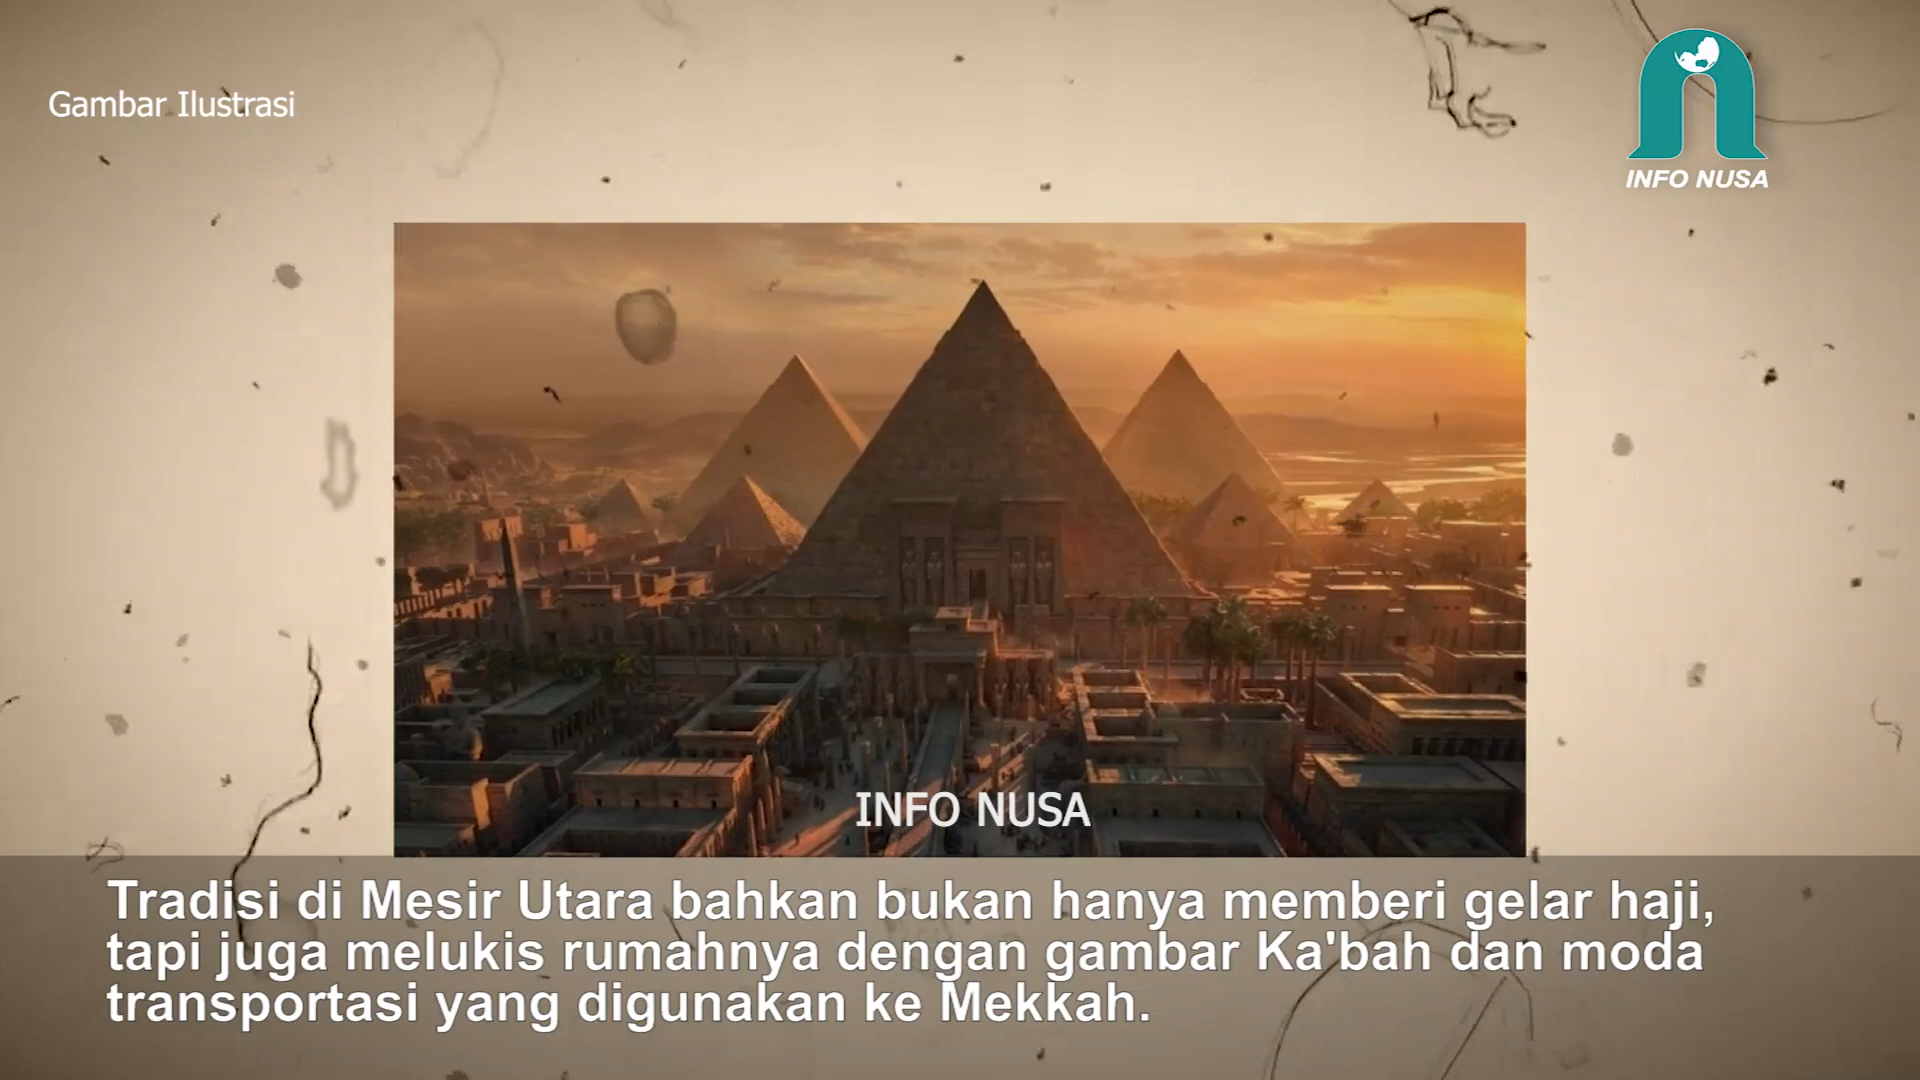 Gambar Ilustrasi
INFO NUSA
INFO NUSA
Tradisi di Mesir Utara bahkan bukan hanya memberi gelar haji,
tapi juga melukis rumahnya dengan gambar Ka'bah dan moda
transportasi yang digunakan ke Mekkah.